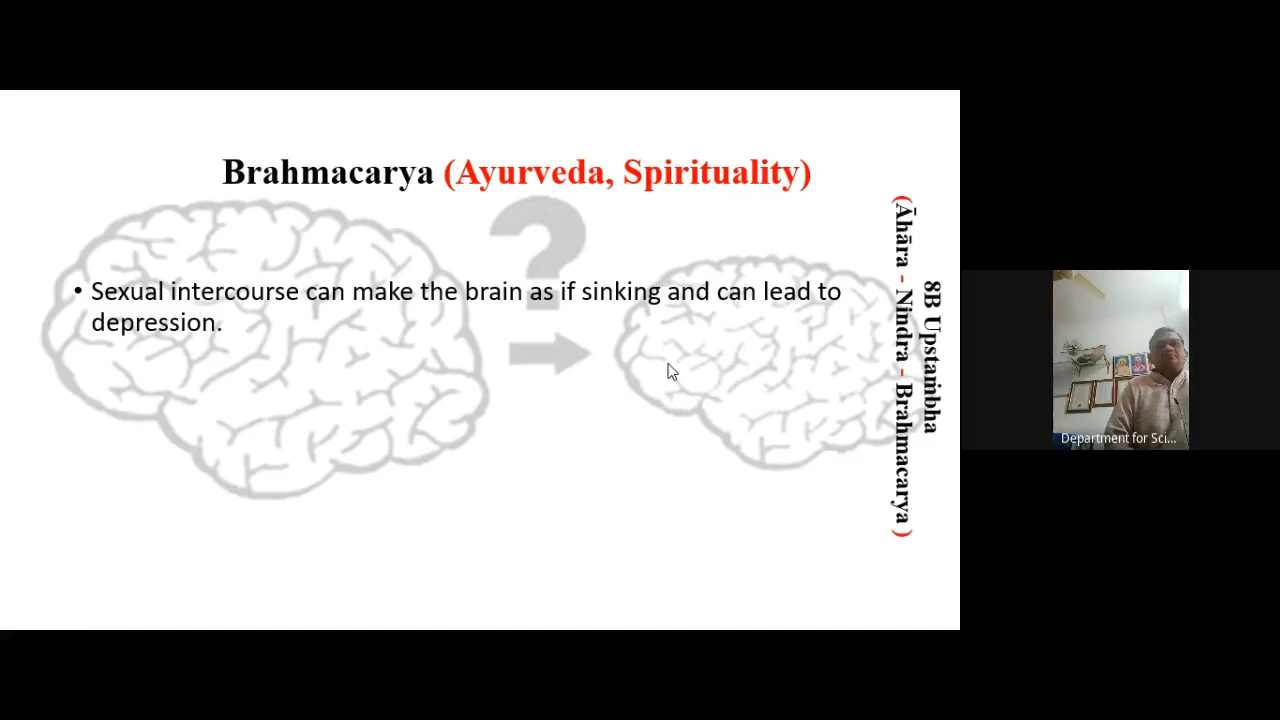 Brahmacarya (Ayurveda, Spirituality)
• Sexual intercourse can make the brain as if sinking and can lead to
depression.
?
8B Upstaṁbha
(Āhāra - Nindra - Brahmacarya )
Department for Sci...